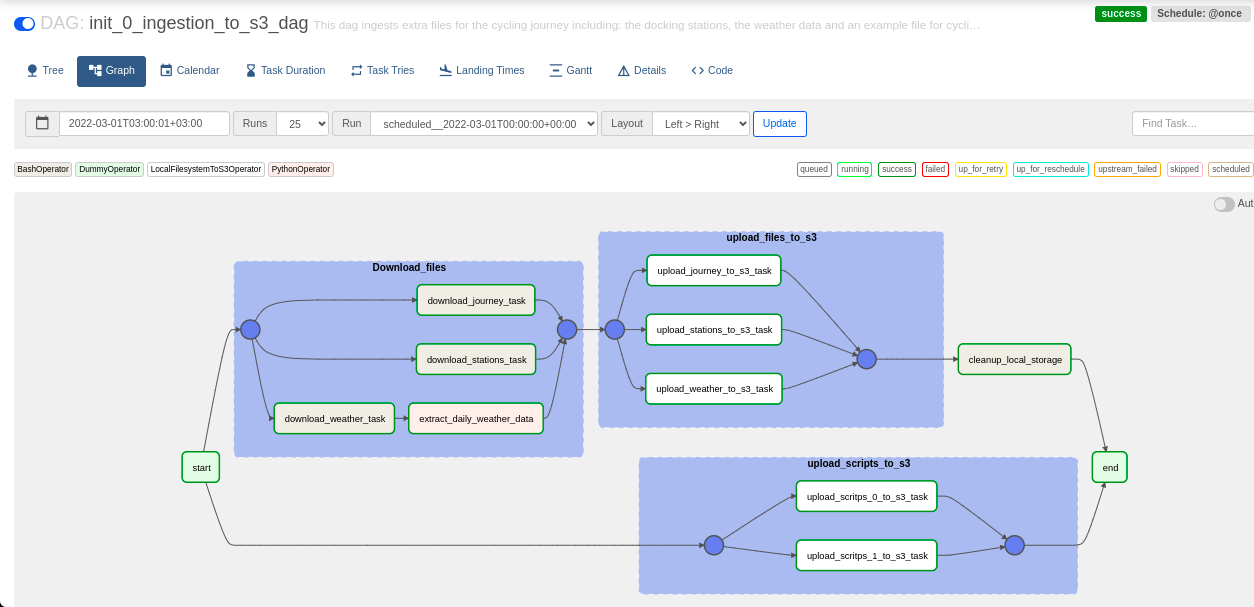 DAG: init_0_ingestion_to_s3_dag This dag ingests extra files for the cycling journey including: the docking stations, the weather data and an example file for cycli…
success Schedule: @once
Tree Graph Calendar Task Duration Task Tries Landing Times Gantt Details Code
2022-03-01T03:00:01+03:00 Runs 25 Run scheduled__2022-03-01T00:00:00+00:00 Layout Left > Right Update Find Task…
BashOperator DummyOperator LocalFilesystemToS3Operator PythonOperator queued running success failed up_for_retry up_for_reschedule upstream_failed skipped scheduled
Aut
upload_files_to_s3
Download_files
upload_journey_to_s3_task
download_journey_task
upload_stations_to_s3_task
download_stations_task
cleanup_local_storage
upload_weather_to_s3_task
download_weather_task extract_daily_weather_data
start
upload_scripts_to_s3
end
upload_scritps_0_to_s3_task
upload_scritps_1_to_s3_task